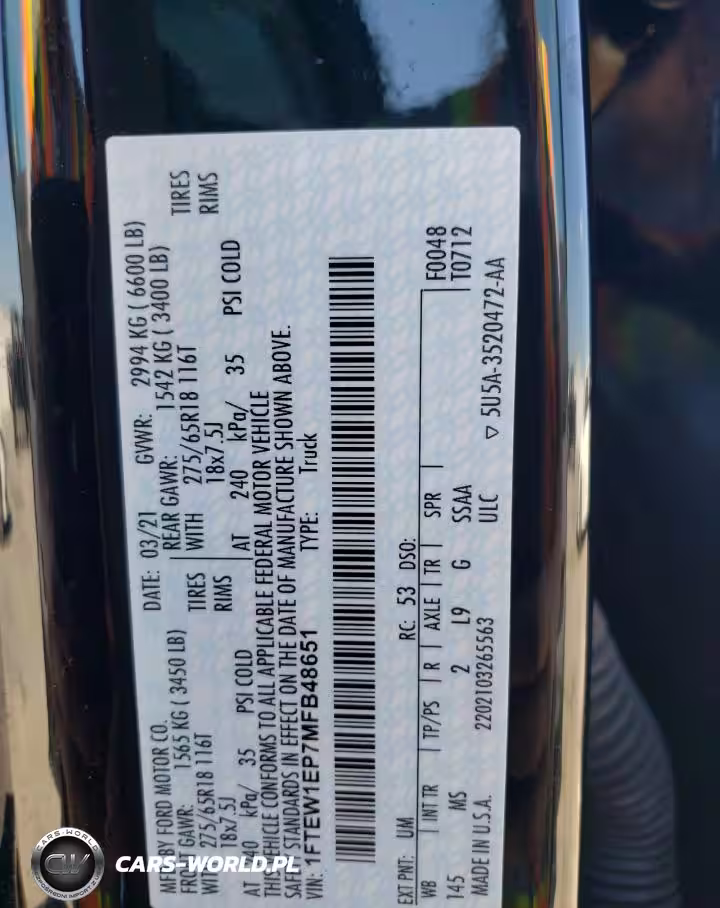 MFD BY FORD MOTOR CO.
DATE: 03/21 GVWR: 2994 KG ( 6600 LB)
FRONT GAWR: 1565 KG ( 3450 LB)
REAR GAWR: 1542 KG ( 3400 LB)
WITH 275/65R18 116T TIRES
WITH 275/65R18 116T TIRES
18x7.5J RIMS
18x7.5J RIMS
AT 240 kPa/ 35 PSI COLD
AT 240 kPa/ 35 PSI COLD
THIS VEHICLE CONFORMS TO ALL APPLICABLE FEDERAL MOTOR VEHICLE
SAFETY STANDARDS IN EFFECT ON THE DATE OF MANUFACTURE SHOWN ABOVE.
VIN: 1FTEW1EP7MFB48651 TYPE: Truck
F0048
T0712
EXT PNT: UM RC: 53 DSO:
WB INT TR TP/PS R AXLE TR SPR
145 MS 2 L9 G SSAA
MADE IN U.S.A. 2202103265563 ULC
▽ 5U5A-3520472-AA
CARS-WORLD
CW
CARS-WORLD.PL